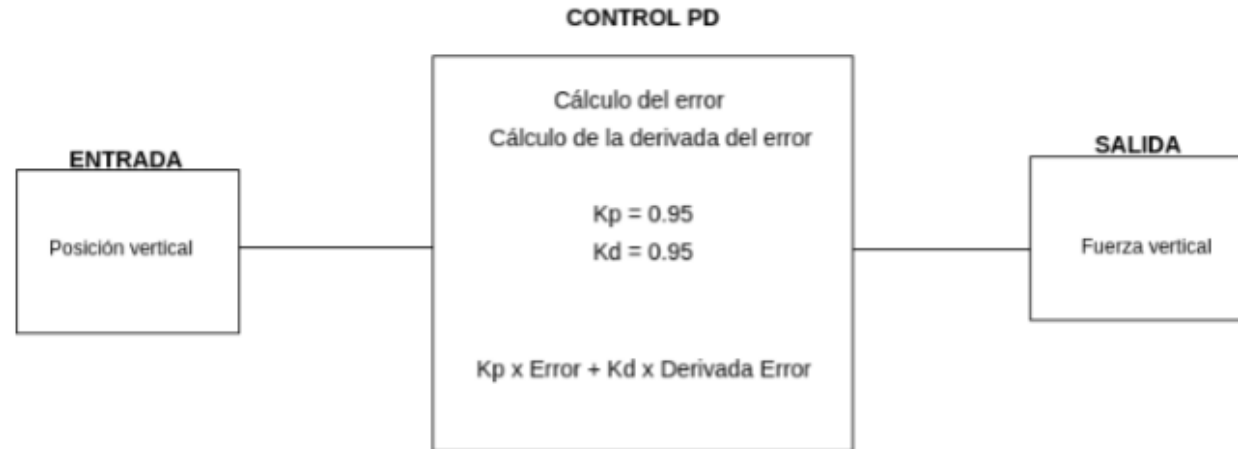 CONTROL PD
Cálculo del error
Cálculo de la derivada del error
ENTRADA
SALIDA
Kp = 0.95
Posición vertical
Kd = 0.95
Fuerza vertical
Kp x Error + Kd x Derivada Error